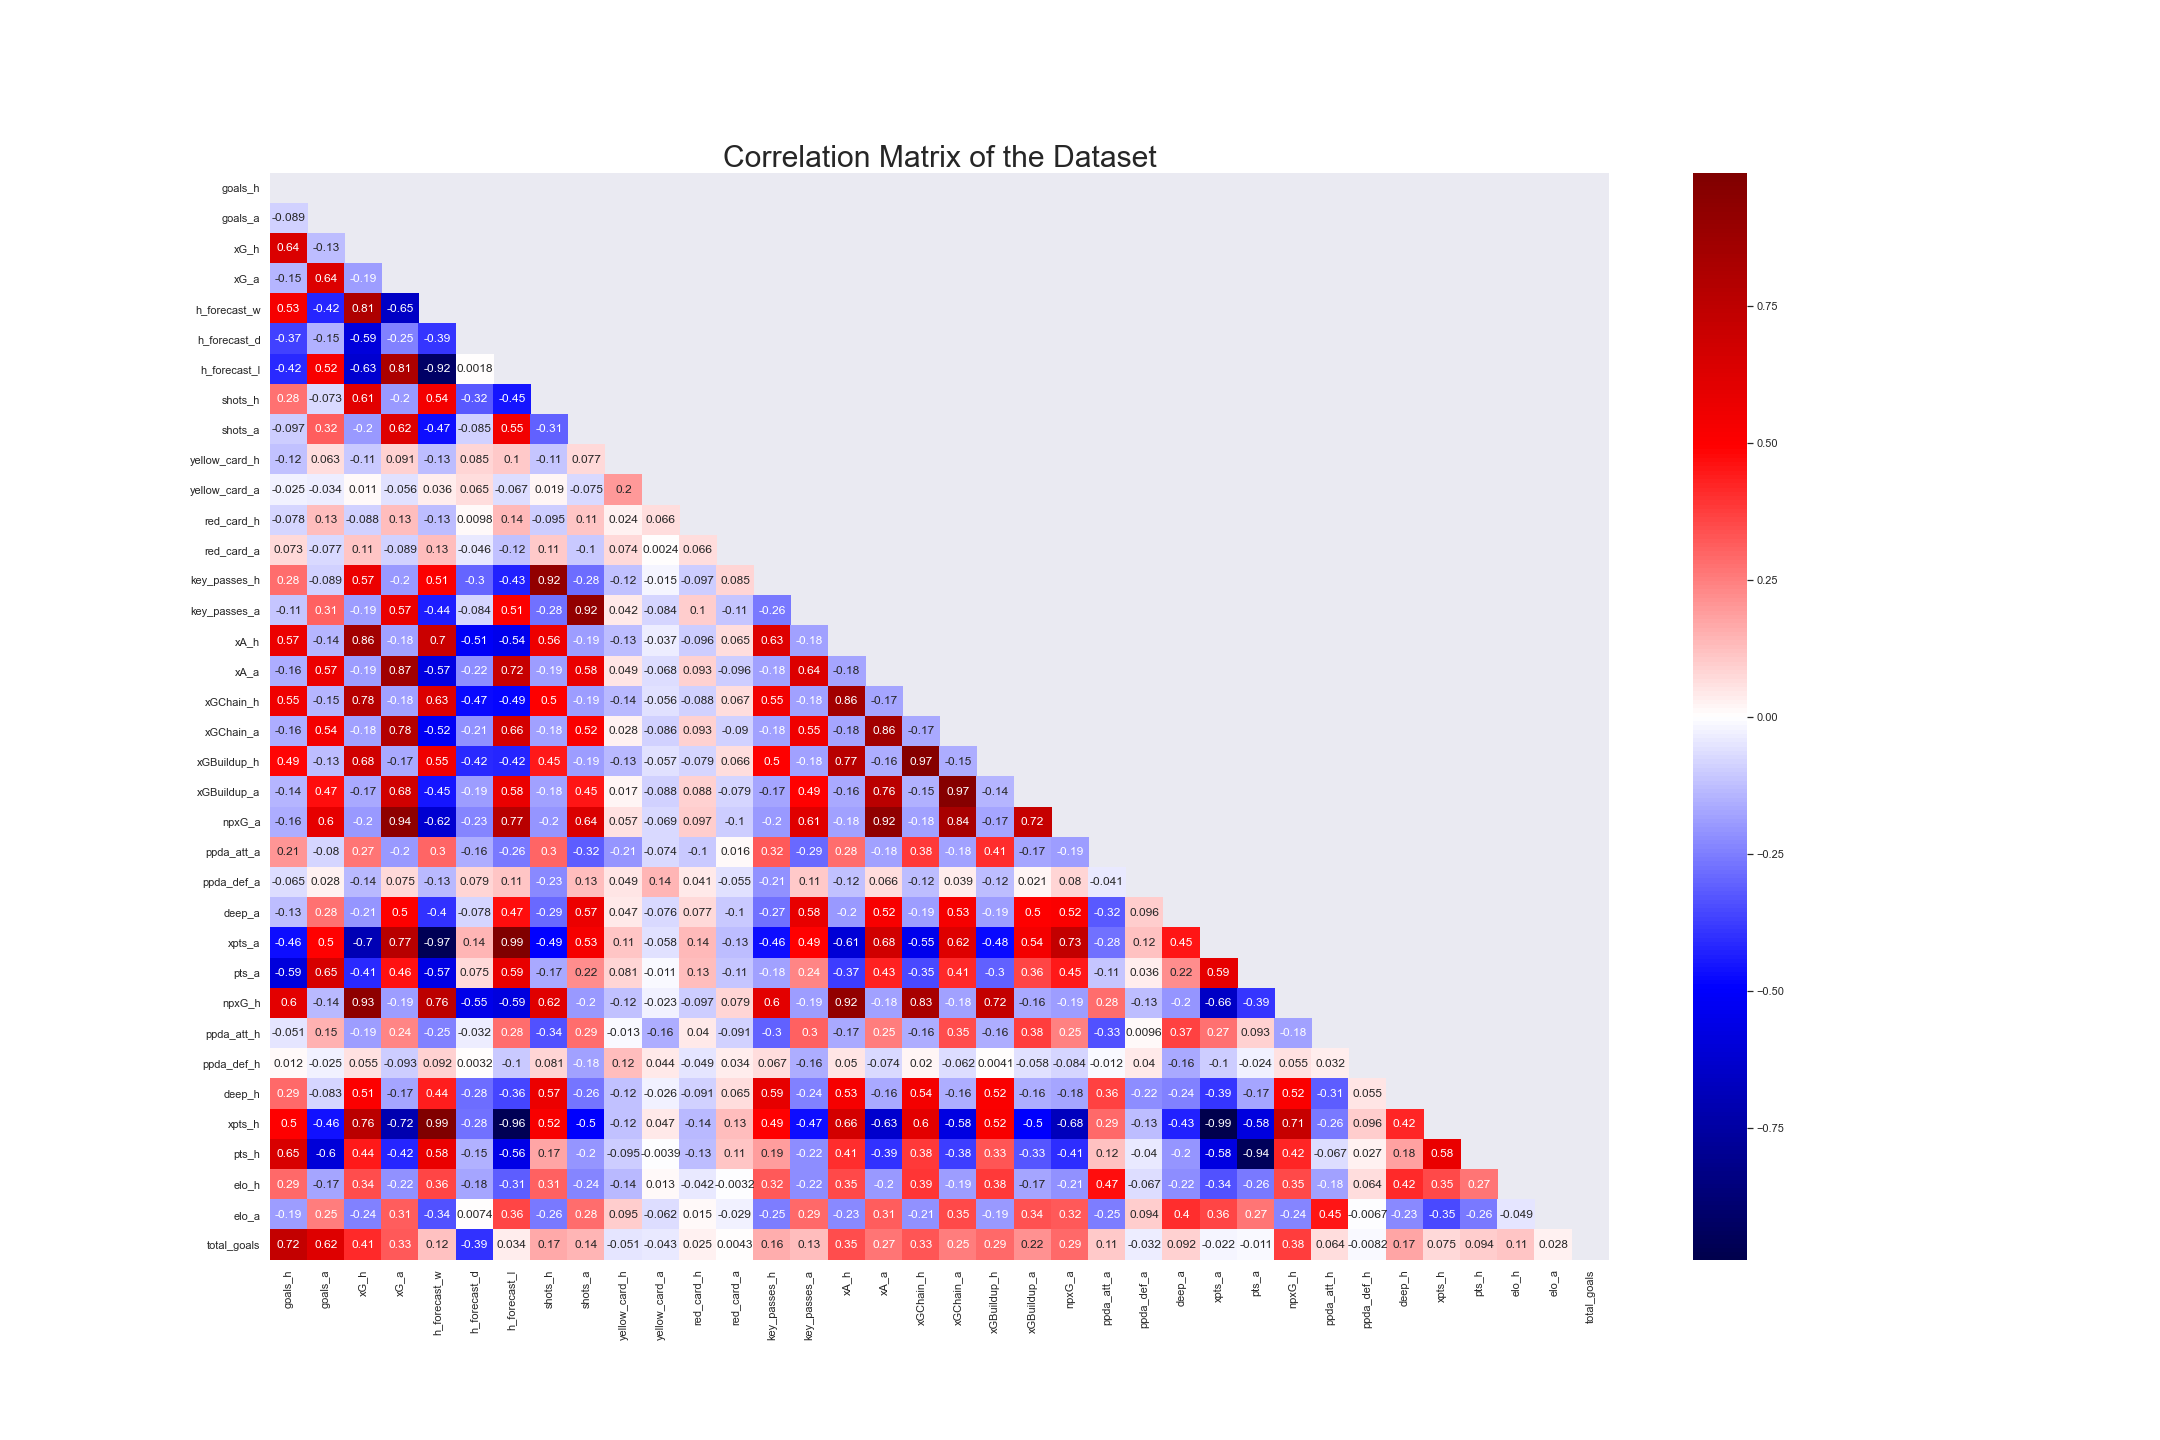 Correlation Matrix of the Dataset
goals_h
goals_a -0.089
xG_h 0.64 -0.13
xG_a -0.15 0.64 -0.19
h_forecast_w 0.53 -0.42 0.81 -0.65
h_forecast_d -0.37 -0.15 -0.59 -0.25 -0.39
h_forecast_l -0.42 0.52 -0.63 0.81 -0.92 0.0018
shots_h 0.28 -0.073 0.61 -0.2 0.54 -0.32 -0.45
shots_a -0.097 0.32 -0.2 0.62 -0.47 -0.085 0.55 -0.31
yellow_card_h -0.12 0.063 -0.11 0.091 -0.13 0.085 0.1 -0.11 0.077
yellow_card_a -0.025 -0.034 0.011 -0.056 0.036 0.065 -0.067 0.019 -0.075 0.2
red_card_h -0.078 0.13 -0.088 0.13 -0.13 0.0098 0.14 -0.095 0.11 0.024 0.066
red_card_a 0.073 -0.077 0.11 -0.089 0.13 -0.046 -0.12 0.11 -0.1 0.074 0.0024 0.066
key_passes_h 0.28 -0.089 0.57 -0.2 0.51 -0.3 -0.43 0.92 -0.28 -0.12 -0.015 -0.097 0.085
key_passes_a -0.11 0.31 -0.19 0.57 -0.44 -0.084 0.51 -0.28 0.92 0.042 -0.084 0.1 -0.11 -0.26
xA_h 0.57 -0.14 0.86 -0.18 0.7 -0.51 -0.54 0.56 -0.19 -0.13 -0.037 -0.096 0.065 0.63 -0.18
xA_a -0.16 0.57 -0.19 0.87 -0.57 -0.22 0.72 -0.19 0.58 0.049 -0.068 0.093 -0.096 -0.18 0.64 -0.18
xGChain_h 0.55 -0.15 0.78 -0.18 0.63 -0.47 -0.49 0.5 -0.19 -0.14 -0.056 -0.088 0.067 0.55 -0.18 0.86 -0.17
xGChain_a -0.16 0.54 -0.18 0.78 -0.52 -0.21 0.66 -0.18 0.52 0.028 -0.086 0.093 -0.09 -0.18 0.55 -0.18 0.86 -0.17
xGBuildup_h 0.49 -0.13 0.68 -0.17 0.55 -0.42 -0.42 0.45 -0.19 -0.13 -0.057 -0.079 0.066 0.5 -0.18 0.77 -0.16 0.97 -0.15
xGBuildup_a -0.14 0.47 -0.17 0.68 -0.45 -0.19 0.58 -0.18 0.45 0.017 -0.088 0.088 -0.079 -0.17 0.49 -0.16 0.76 -0.15 0.97 -0.14
npxG_a -0.16 0.6 -0.2 0.94 -0.62 -0.23 0.77 -0.2 0.64 0.057 -0.069 0.097 -0.1 -0.2 0.61 -0.18 0.92 -0.18 0.84 -0.17 0.72
ppda_att_a 0.21 -0.08 0.27 -0.2 0.3 -0.16 -0.26 0.3 -0.32 -0.21 -0.074 -0.1 0.016 0.32 -0.29 0.28 -0.18 0.38 -0.18 0.41 -0.17 -0.19
ppda_def_a -0.065 0.028 -0.14 0.075 -0.13 0.079 0.11 -0.23 0.13 0.049 0.14 0.041 -0.055 -0.21 0.11 -0.12 0.066 -0.12 0.039 -0.12 0.021 0.08 -0.041
deep_a -0.13 0.28 -0.21 0.5 -0.4 -0.078 0.47 -0.29 0.57 0.047 -0.076 0.077 -0.1 -0.27 0.58 -0.2 0.52 -0.19 0.53 -0.19 0.5 0.52 -0.32 0.096
xpts_a -0.46 0.5 -0.7 0.77 -0.97 0.14 0.99 -0.49 0.53 0.11 -0.058 0.14 -0.13 -0.46 0.49 -0.61 0.68 -0.55 0.62 -0.48 0.54 0.73 -0.28 0.12 0.45
pts_a -0.59 0.65 -0.41 0.46 -0.57 0.075 0.59 -0.17 0.22 0.081 -0.011 0.13 -0.11 -0.18 0.24 -0.37 0.43 -0.35 0.41 -0.3 0.36 0.45 -0.11 0.036 0.22 0.59
npxG_h 0.6 -0.14 0.93 -0.19 0.76 -0.55 -0.59 0.62 -0.2 -0.12 -0.023 -0.097 0.079 0.6 -0.19 0.92 -0.18 0.83 -0.18 0.72 -0.16 -0.19 0.28 -0.13 -0.2 -0.66 -0.39
ppda_att_h -0.051 0.15 -0.19 0.24 -0.25 -0.032 0.28 -0.34 0.29 -0.013 -0.16 0.04 -0.091 -0.3 0.3 -0.17 0.25 -0.16 0.35 -0.16 0.38 0.25 -0.33 0.0096 0.37 0.27 0.093 -0.18
ppda_def_h 0.012 -0.025 0.055 -0.093 0.092 0.0032 -0.1 0.081 -0.18 0.12 0.044 -0.049 0.034 0.067 -0.16 0.05 -0.074 0.02 -0.062 0.0041 -0.058 -0.084 -0.012 0.04 -0.16 -0.1 -0.024 0.055 0.032
deep_h 0.29 -0.083 0.51 -0.17 0.44 -0.28 -0.36 0.57 -0.26 -0.12 -0.026 -0.091 0.065 0.59 -0.24 0.53 -0.16 0.54 -0.16 0.52 -0.16 -0.18 0.36 -0.22 -0.24 -0.39 -0.17 0.52 -0.31 0.055
xpts_h 0.5 -0.46 0.76 -0.72 0.99 -0.28 -0.96 0.52 -0.5 -0.12 0.047 -0.14 0.13 0.49 -0.47 0.66 -0.63 0.6 -0.58 0.52 -0.5 -0.68 0.29 -0.13 -0.43 -0.99 -0.58 0.71 -0.26 0.096 0.42
pts_h 0.65 -0.6 0.44 -0.42 0.58 -0.15 -0.56 0.17 -0.2 -0.095 -0.0039 -0.13 0.11 0.19 -0.22 0.41 -0.39 0.38 -0.38 0.33 -0.33 -0.41 0.12 -0.04 -0.2 -0.58 -0.94 0.42 -0.067 0.027 0.18 0.58
elo_h 0.29 -0.17 0.34 -0.22 0.36 -0.18 -0.31 0.31 -0.24 -0.14 0.013 -0.042 -0.0032 0.32 -0.22 0.35 -0.2 0.39 -0.19 0.38 -0.17 -0.21 0.47 -0.067 -0.22 -0.34 -0.26 0.35 -0.18 0.064 0.42 0.35 0.27
elo_a -0.19 0.25 -0.24 0.31 -0.34 0.0074 0.36 -0.26 0.28 0.095 -0.062 0.015 -0.029 -0.25 0.29 -0.23 0.31 -0.21 0.35 -0.19 0.34 0.32 -0.25 0.094 0.4 0.36 0.27 -0.24 0.45 -0.0067 -0.23 -0.35 -0.26 -0.049
total_goals 0.72 0.62 0.41 0.33 0.12 -0.39 0.034 0.17 0.14 -0.051 -0.043 0.025 0.0043 0.16 0.13 0.35 0.27 0.33 0.25 0.29 0.22 0.29 0.11 -0.032 0.092 -0.022 -0.011 0.38 0.064 -0.0082 0.17 0.075 0.094 0.11 0.028
goals_h goals_a xG_h xG_a h_forecast_w h_forecast_d h_forecast_l shots_h shots_a yellow_card_h yellow_card_a red_card_h red_card_a key_passes_h key_passes_a xA_h xA_a xGChain_h xGChain_a xGBuildup_h xGBuildup_a npxG_a ppda_att_a ppda_def_a deep_a xpts_a pts_a npxG_h ppda_att_h ppda_def_h deep_h xpts_h pts_h elo_h elo_a total_goals
0.75
0.50
0.25
0.00
-0.25
-0.50
-0.75